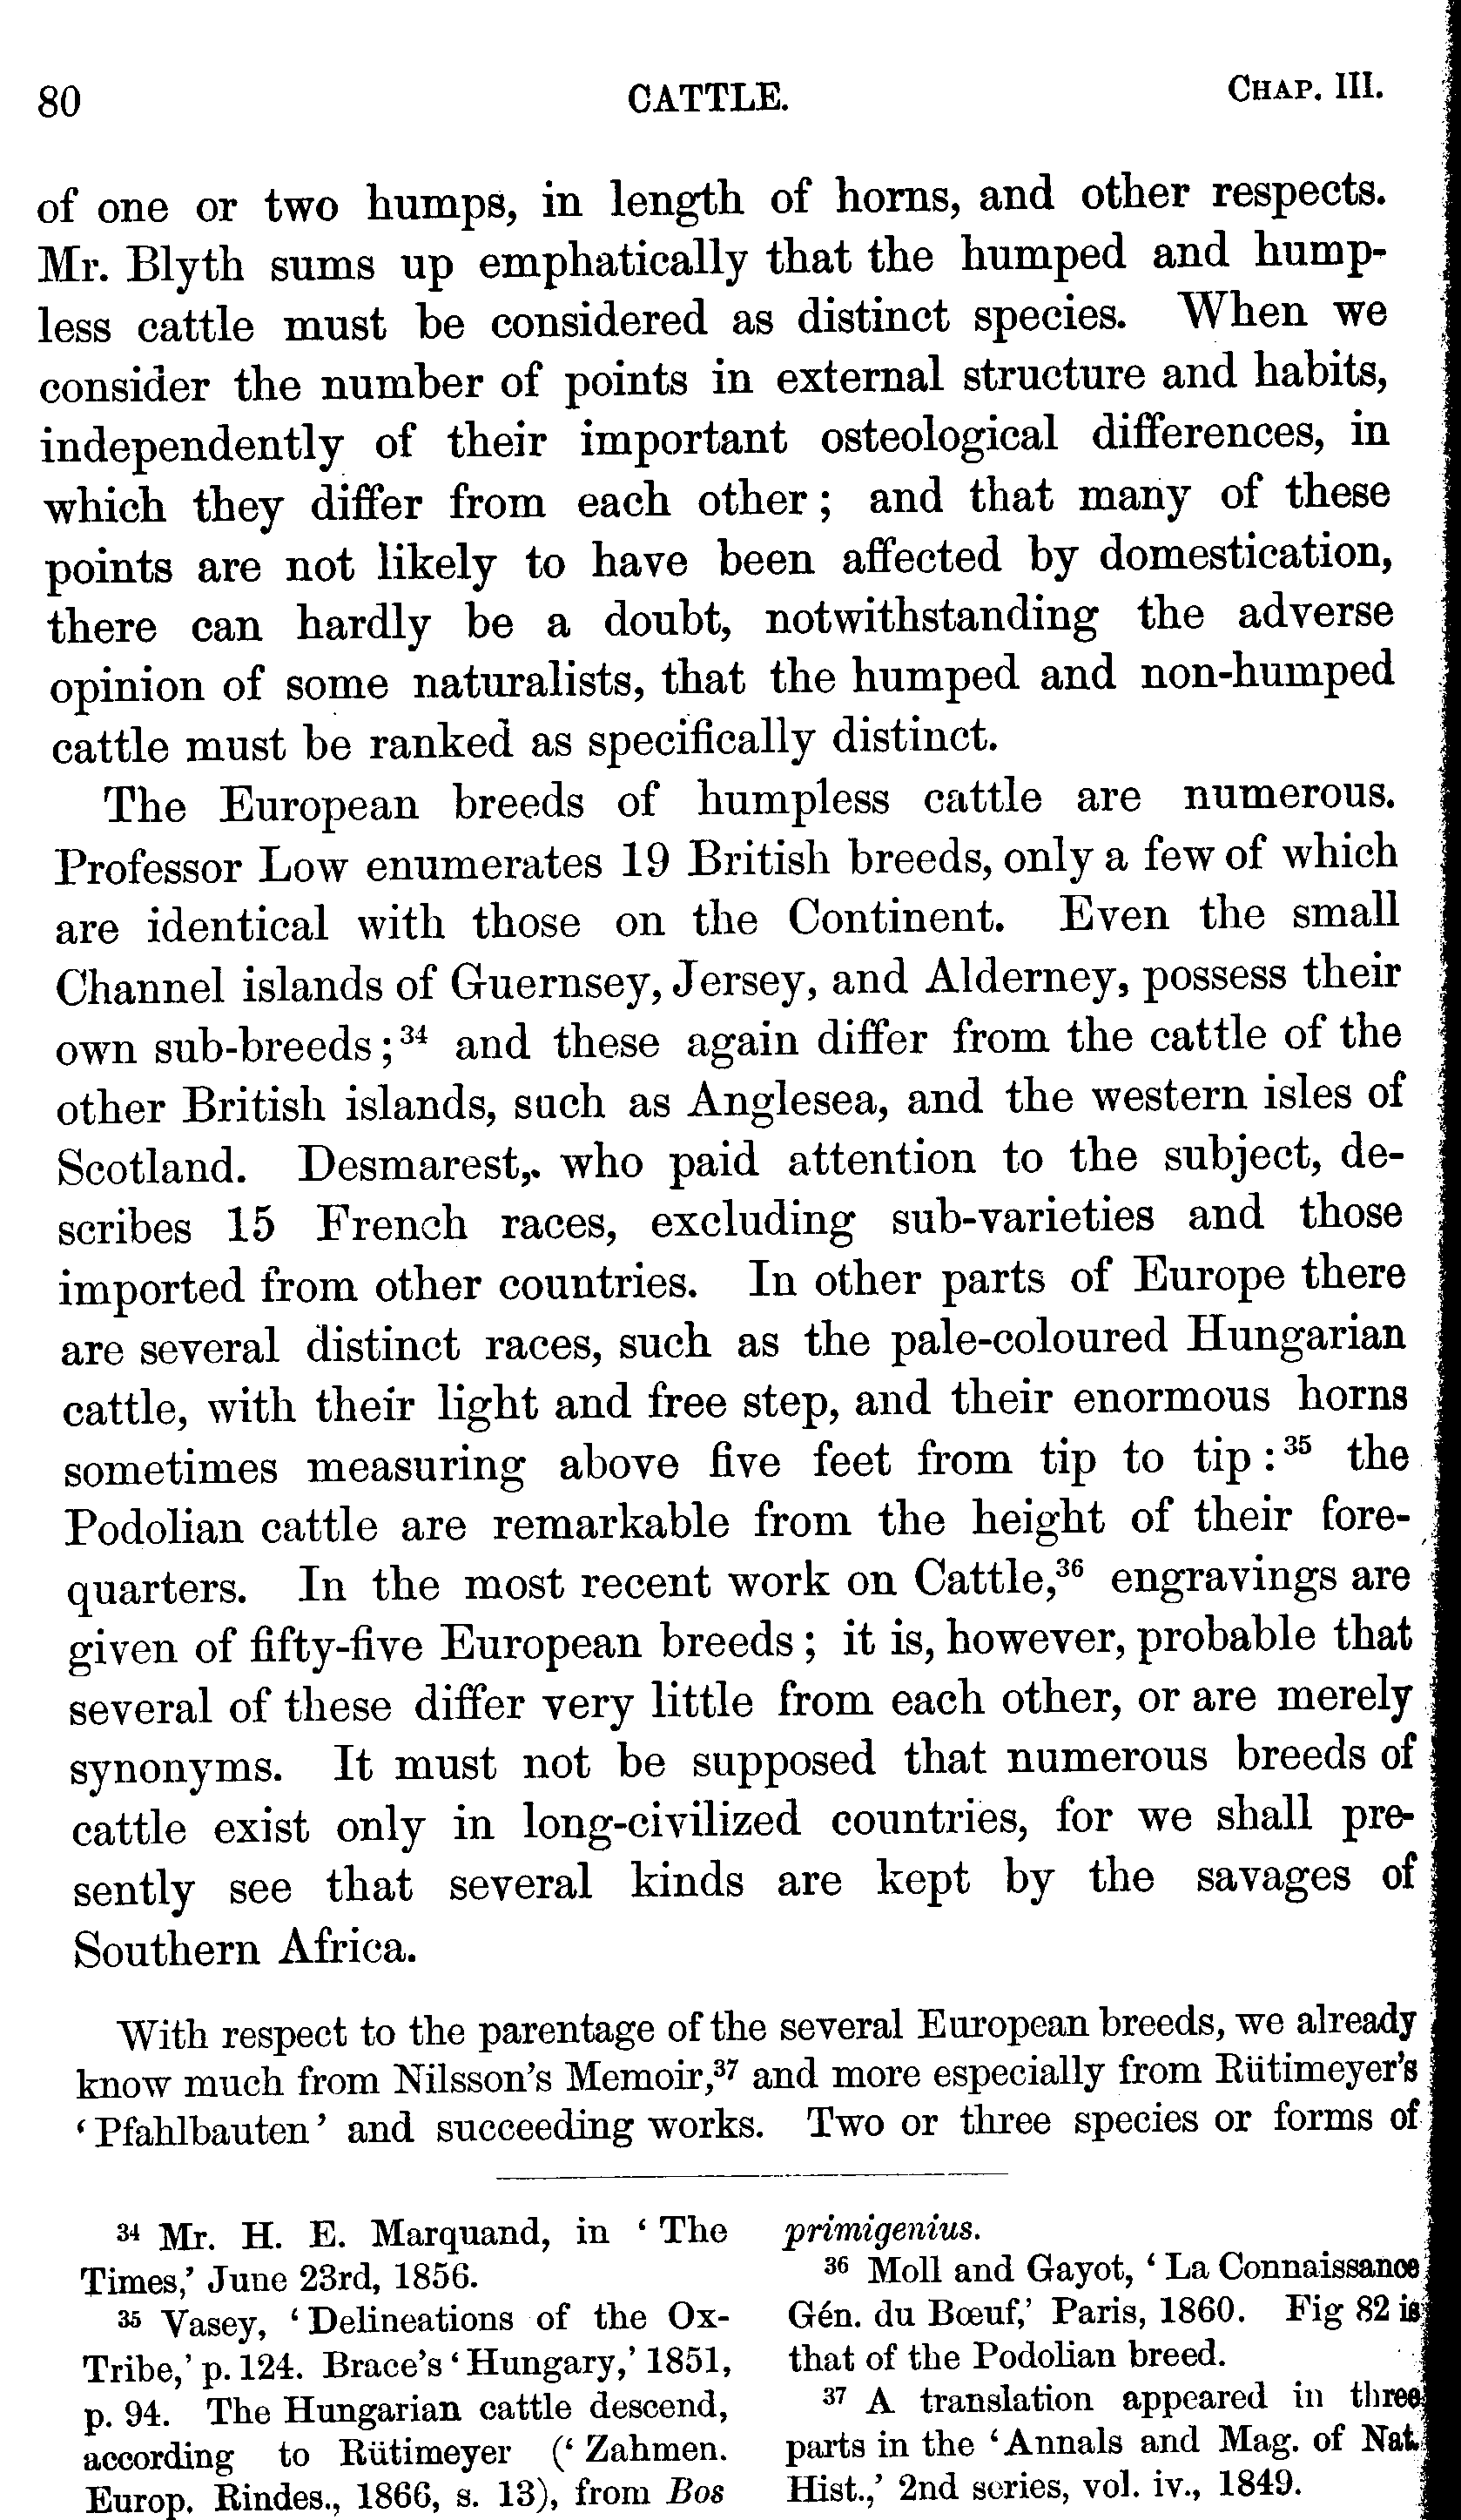 80 CATTLE. CHAP. III.
of one or two humps, in length of horns, and other respects.
Mr. Blyth sums up emphatically that the humped and hump-
less cattle must be considered as distinct species. When we
consider the number of points in external structure and habits,
independently of their important osteological differences, in
which they differ from each other; and that many of these
points are not likely to have been affected by domestication,
there can hardly be a doubt, notwithstanding the adverse
opinion of some naturalists, that the humped and non-humped
cattle must be ranked as specifically distinct.
The European breeds of humpless cattle are numerous.
Professor Low enumerates 19 British breeds, only a few of which
are identical with those on the Continent. Even the small
Channel islands of Guernsey, Jersey, and Alderney, possess their
own sub-breeds;³⁴ and these again differ from the cattle of the
other British islands, such as Anglesea, and the western isles of
Scotland. Desmarest, who paid attention to the subject, de-
scribes 15 French races, excluding sub-varieties and those
imported from other countries. In other parts of Europe there
are several distinct races, such as the pale-coloured Hungarian
cattle, with their light and free step, and their enormous horns
sometimes measuring above five feet from tip to tip:³⁵ the
Podolian cattle are remarkable from the height of their fore-
quarters. In the most recent work on Cattle,³⁶ engravings are
given of fifty-five European breeds; it is, however, probable that
several of these differ very little from each other, or are merely
synonyms. It must not be supposed that numerous breeds of
cattle exist only in long-civilized countries, for we shall pre-
sently see that several kinds are kept by the savages of
Southern Africa.
With respect to the parentage of the several European breeds, we already
know much from Nilsson's Memoir,³⁷ and more especially from Rütimeyer's
‘Pfahlbauten’ and succeeding works. Two or three species or forms of
³⁴ Mr. H. E. Marquand, in ‘The
Times,’ June 23rd, 1856.
³⁵ Vasey, ‘Delineations of the Ox-
Tribe,’ p. 124. Brace's ‘Hungary,’ 1851,
p. 94. The Hungarian cattle descend,
according to Rütimeyer (‘Zahmen.
Europ. Rindes., 1866, s. 13), from Bos
primigenius.
³⁶ Moll and Gayot, ‘La Connaissance
Gén. du Bœuf,’ Paris, 1860. Fig 82 is
that of the Podolian breed.
³⁷ A translation appeared in three
parts in the ‘Annals and Mag. of Nat.
Hist.,’ 2nd series, vol. iv., 1849.